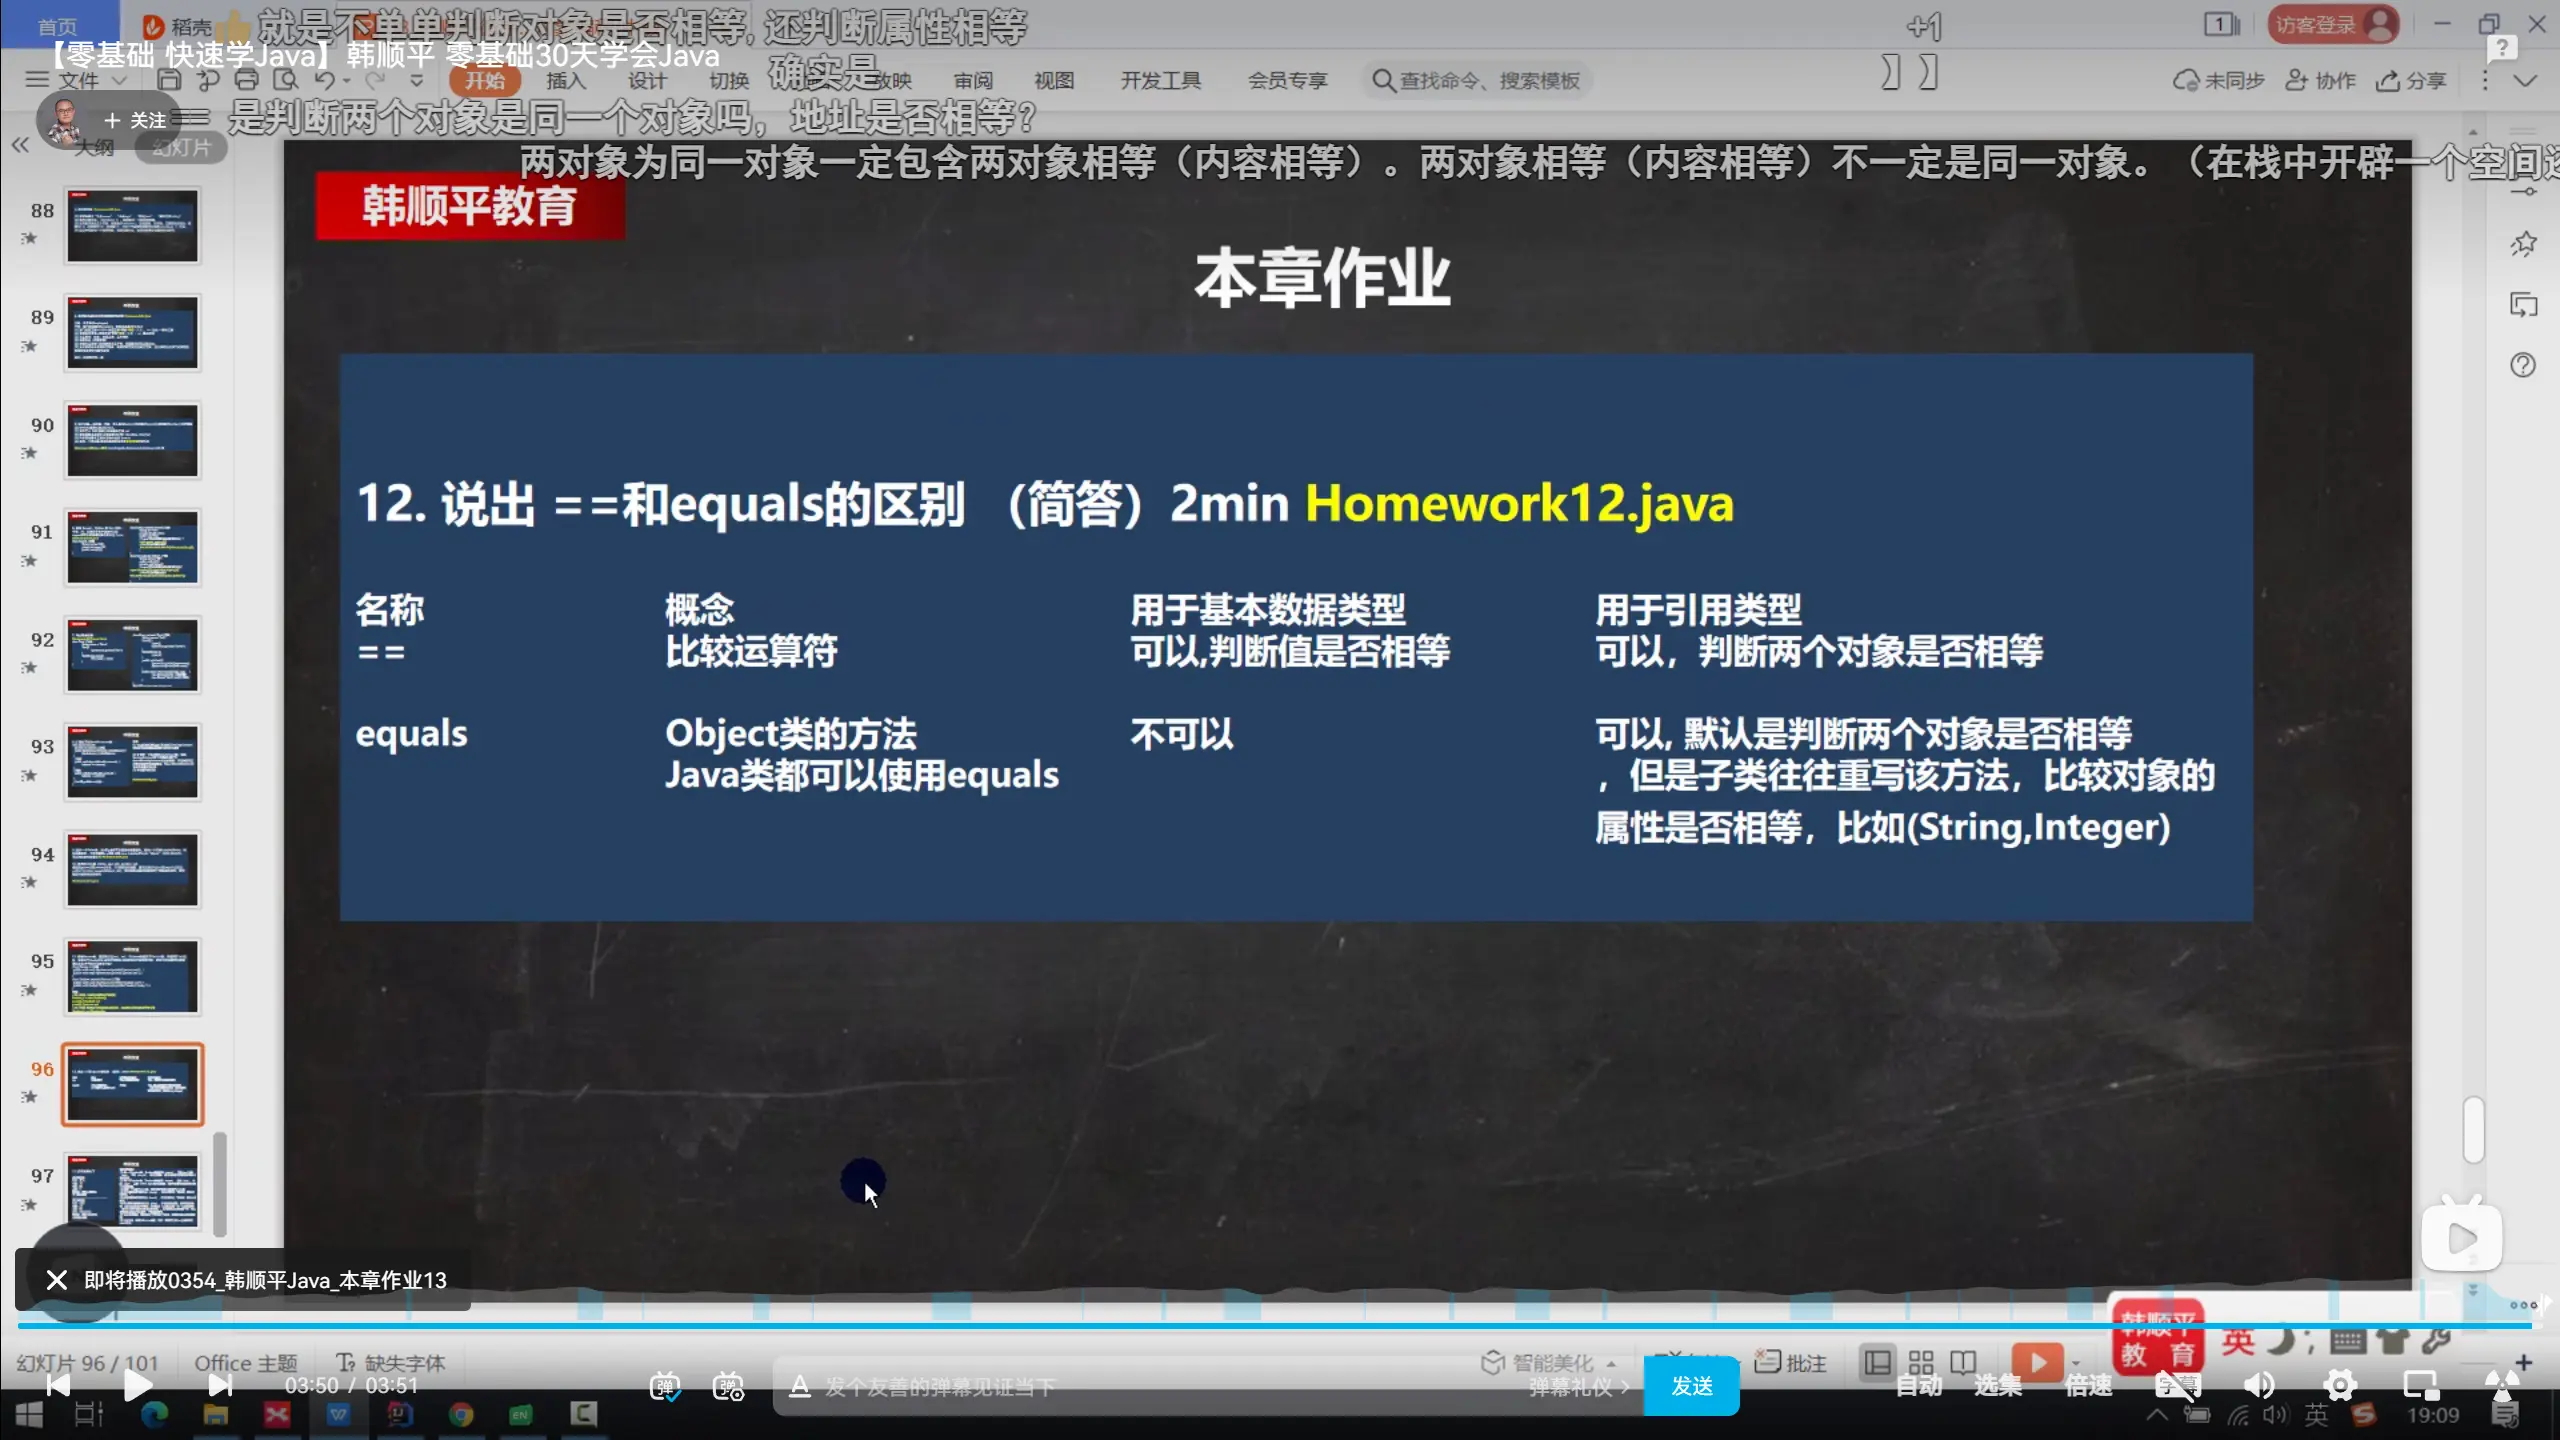 首页
稻壳
就是不单单判断对象是否相等, 还判断属性相等
+1
访客登录
【零基础 快速学Java】韩顺平 零基础30天学会Java
确实是
文件
开始
插入
设计
切换
放映
审阅
视图
开发工具
会员专享
查找命令、搜索模板
未同步
协作
分享
+ 关注
是判断两个对象是同一个对象吗，地址是否相等?
大纲
幻灯片
两对象为同一对象一定包含两对象相等（内容相等）。两对象相等（内容相等）不一定是同一对象。（在栈中开辟一个空间
韩顺平教育
本章作业
12. 说出 ==和equals的区别 （简答）2min Homework12.java
名称 概念 用于基本数据类型 用于引用类型
== 比较运算符 可以,判断值是否相等 可以，判断两个对象是否相等
equals Object类的方法 不可以 可以, 默认是判断两个对象是否相等
Java类都可以使用equals ，但是子类往往重写该方法，比较对象的
属性是否相等，比如(String,Integer)
88
89
90
91
92
93
94
95
96
97
即将播放0354_韩顺平Java_本章作业13
韩顺平
教 育
英
幻灯片 96 / 101
Office 主题
缺失字体
智能美化
批注
03:50 / 03:51
发个友善的弹幕见证当下
弹幕礼仪
发送
自动
选集
倍速
字幕
英
19:09